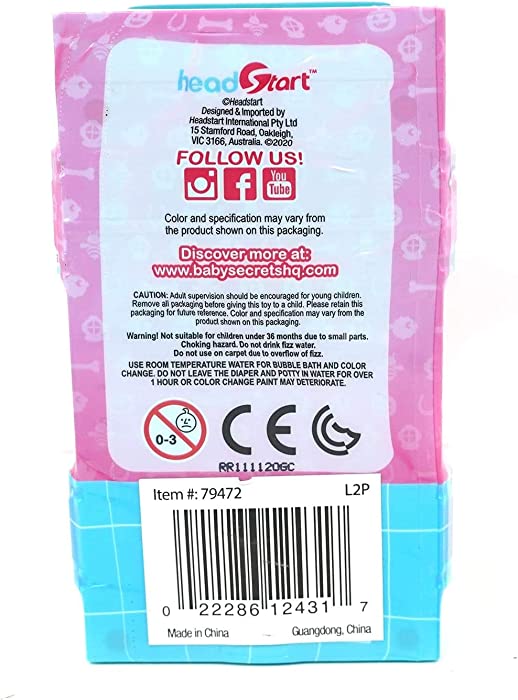 headStart™
©Headstart
Designed & Imported by
Headstart International Pty Ltd
15 Stamford Road, Oakleigh,
VIC 3166, Australia. ©2020
FOLLOW US!
You
Tube
Color and specification may vary from
the product shown on this packaging.
Discover more at:
www.babysecretshq.com
CAUTION: Adult supervision should be encouraged for young children.
Remove all packaging before giving this toy to a child. Please retain this
packaging for future reference. Color and specification may vary from the
product shown on this packaging.
Warning! Not suitable for children under 36 months due to small parts.
Choking hazard. Do not drink fizz water.
Do not use on carpet due to overflow of fizz.
USE ROOM TEMPERATURE WATER FOR BUBBLE BATH AND COLOR
CHANGE. DO NOT LEAVE THE DIAPER AND POTTY IN WATER FOR OVER
1 HOUR OR COLOR CHANGE PAINT MAY DETERIORATE.
0-3
CE
RR111120GC
Item #: 79472 L2P
0 22286 12431 7
Made in China Guangdong, China